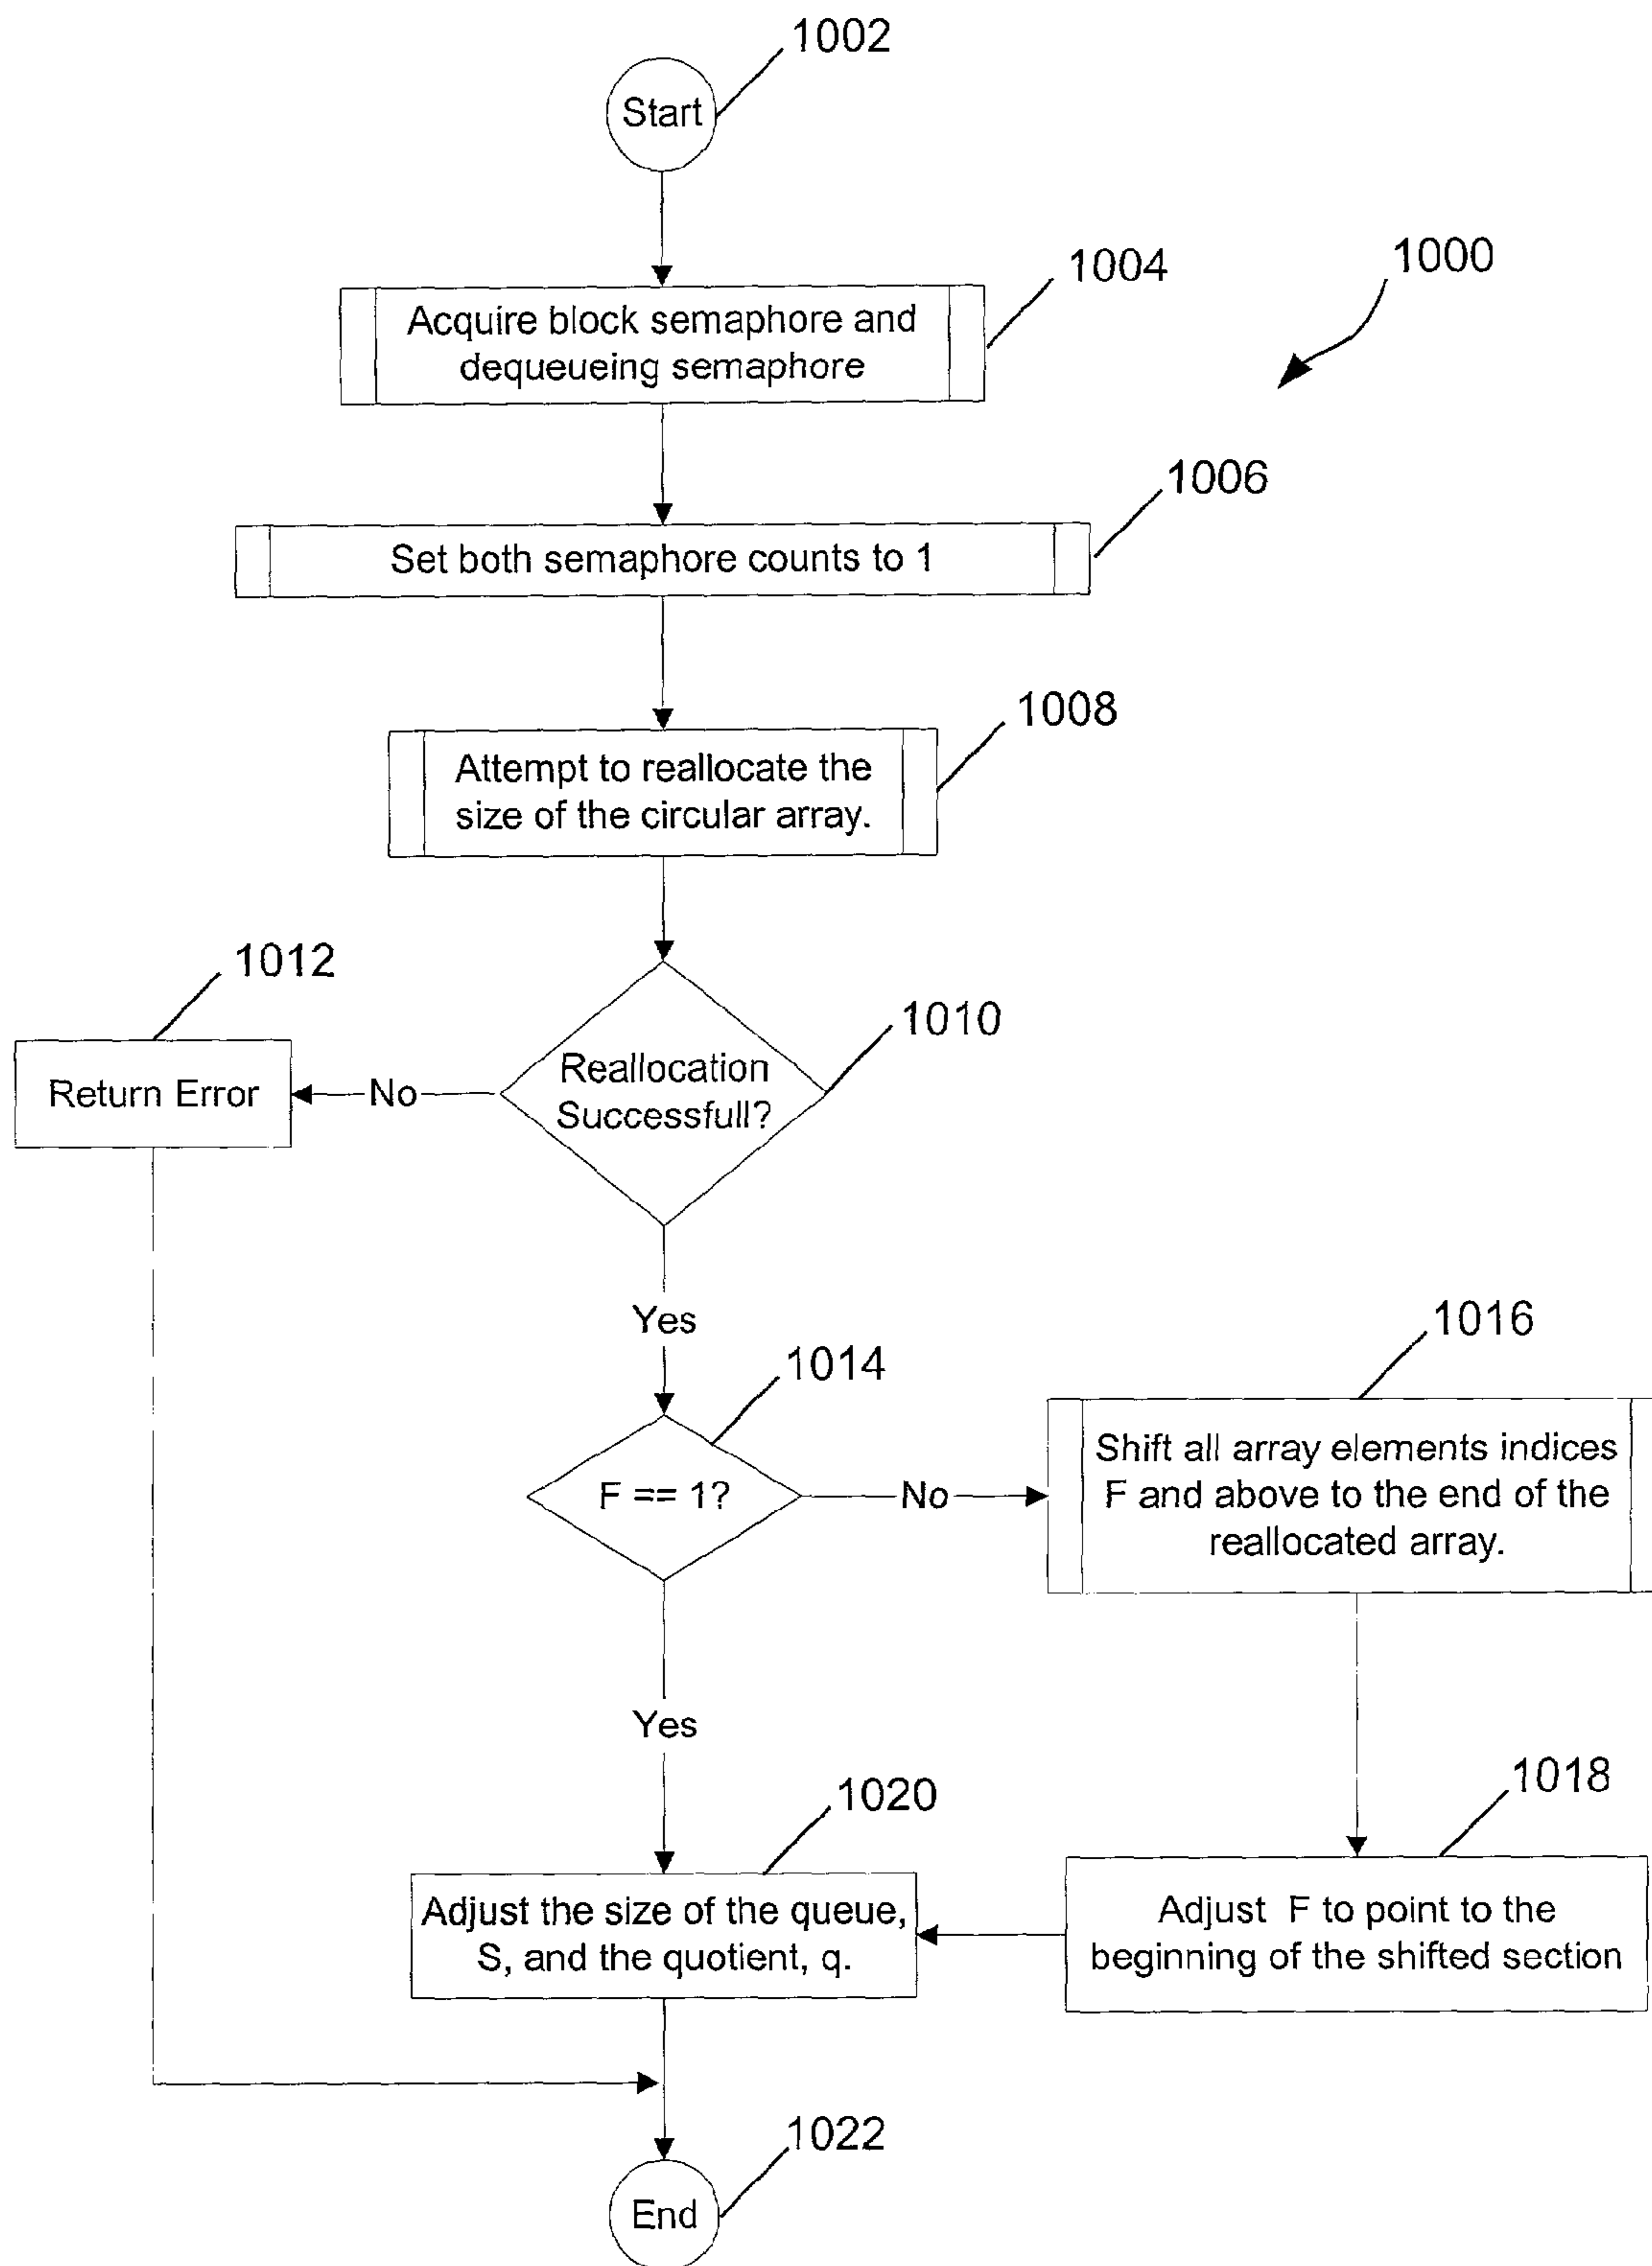 1002
Start
1000
1004
Acquire block semaphore and
dequeueing semaphore
1006
Set both semaphore counts to 1
1008
Attempt to reallocate the
size of the circular array.
1012
1010
Return Error
No
Reallocation
Successfull?
Yes
1016
1014
Shift all array elements indices
F and above to the end of the
reallocated array.
F == 1?
No
Yes
1018
1020
Adjust the size of the queue,
S, and the quotient, q.
Adjust F to point to the
beginning of the shifted section
1022
End